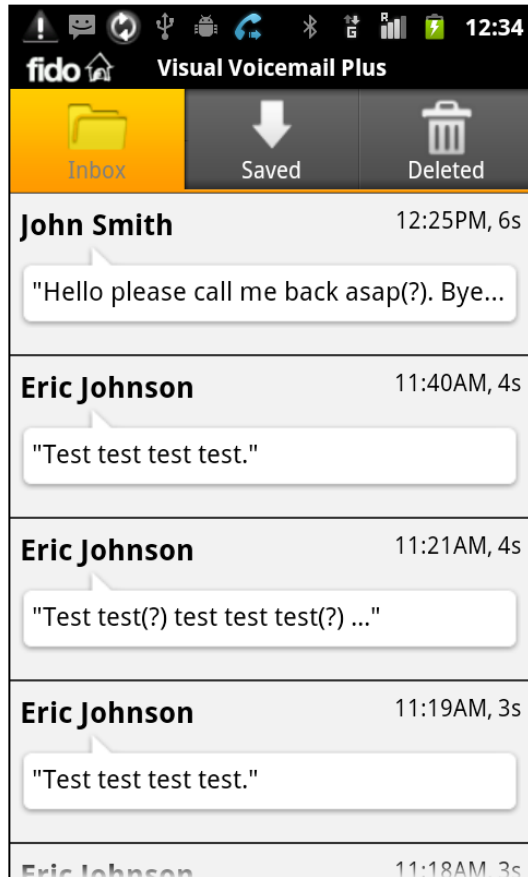 R
G
12:34
fido Visual Voicemail Plus
Inbox Saved Deleted
John Smith 12:25PM, 6s
"Hello please call me back asap(?). Bye...
Eric Johnson 11:40AM, 4s
"Test test test test."
Eric Johnson 11:21AM, 4s
"Test test(?) test test test(?) ..."
Eric Johnson 11:19AM, 3s
"Test test test test."
Eric Johnson 11:18AM, 3s